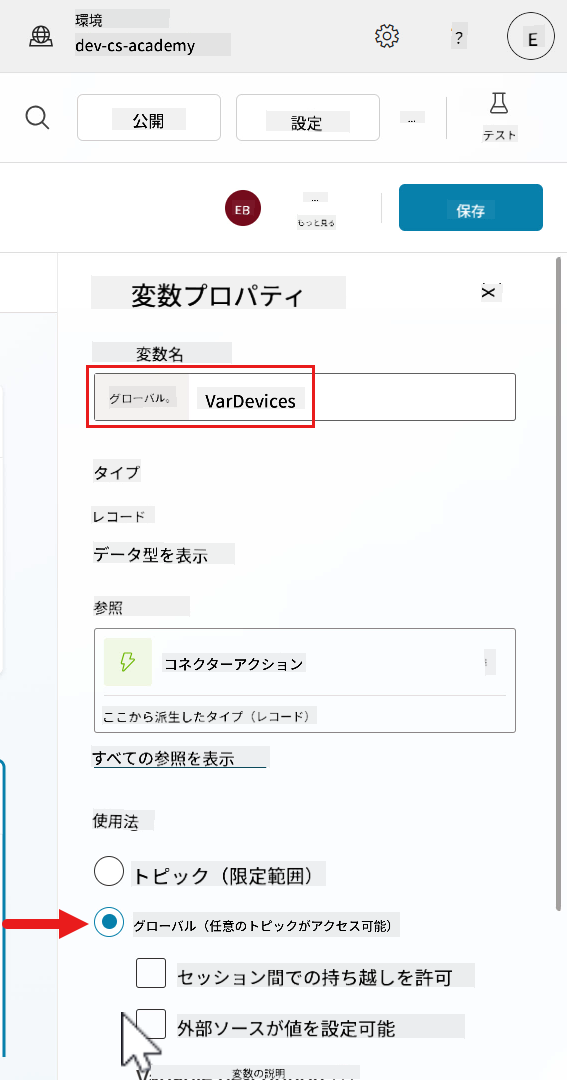 環境
dev-cs-academy
?
E
公開
設定
...
テスト
EB
...
もっと見る
保存
変数プロパティ
変数名
グローバル。 VarDevices
タイプ
レコード
データ型を表示
参照
コネクターアクション
ここから派生したタイプ（レコード）
すべての参照を表示
使用法
トピック（限定範囲）
グローバル（任意のトピックがアクセス可能）
セッション間での持ち越しを許可
外部ソースが値を設定可能
変数の説明